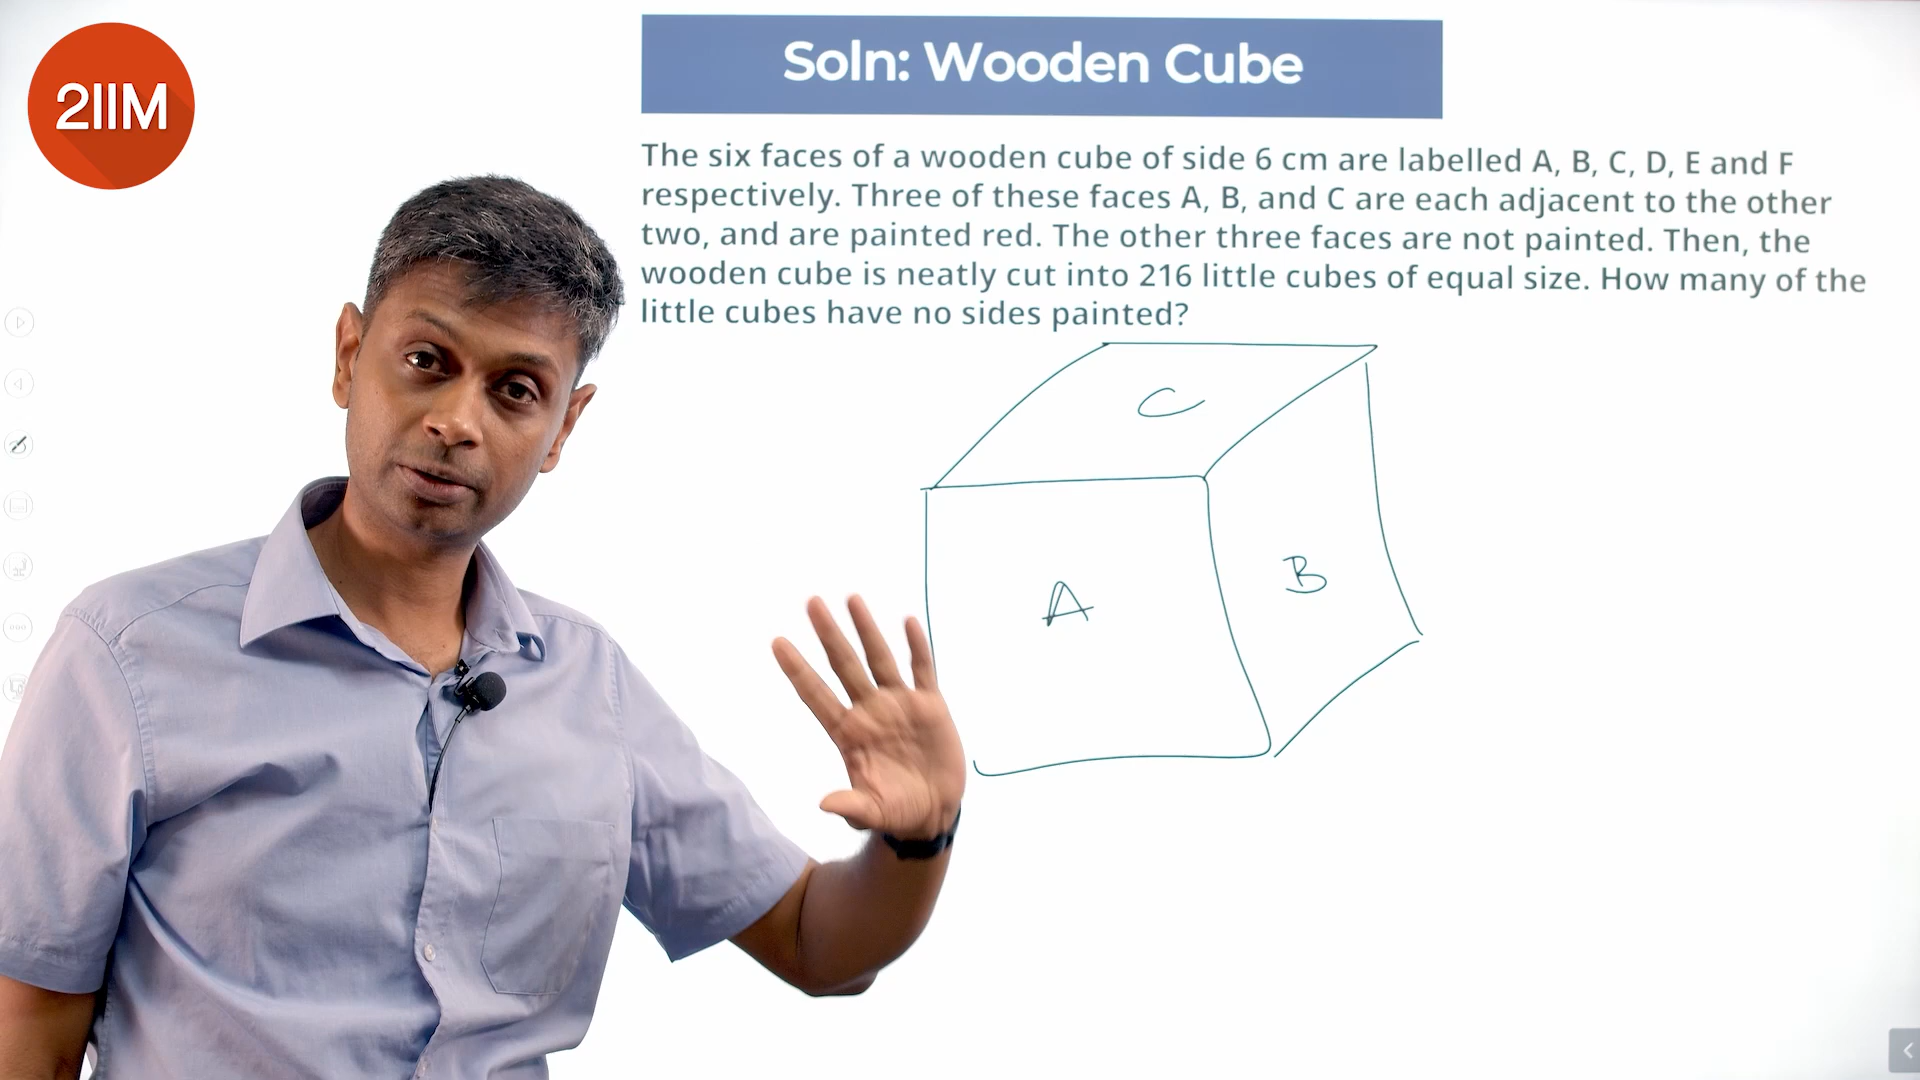 2IIM
Soln: Wooden Cube
The six faces of a wooden cube of side 6 cm are labelled A, B, C, D, E and F
respectively. Three of these faces A, B, and C are each adjacent to the other
two, and are painted red. The other three faces are not painted. Then, the
wooden cube is neatly cut into 216 little cubes of equal size. How many of the
little cubes have no sides painted?
C
B
A